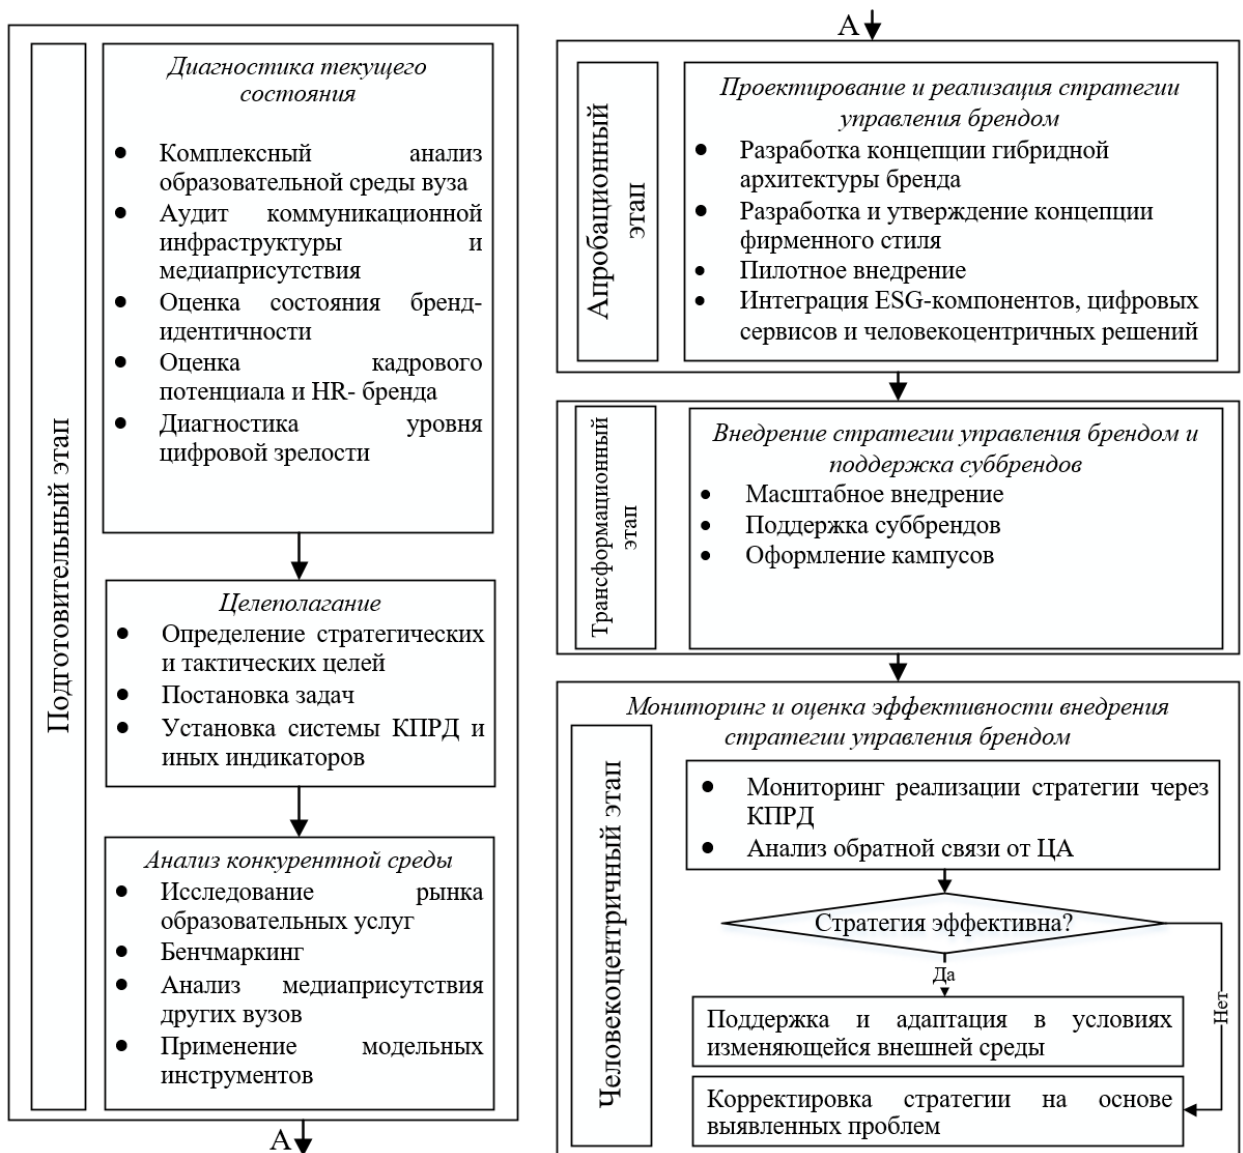 Подготовительный этап
Диагностика текущего
состояния
● Комплексный анализ
образовательной среды вуза
● Аудит коммуникационной
инфраструктуры и
медиаприсутствия
● Оценка состояния бренд-
идентичности
● Оценка кадрового
потенциала и HR- бренда
● Диагностика уровня
цифровой зрелости
Целеполагание
● Определение стратегических
и тактических целей
● Постановка задач
● Установка системы КПРД и
иных индикаторов
Анализ конкурентной среды
● Исследование рынка
образовательных услуг
● Бенчмаркинг
● Анализ медиаприсутствия
других вузов
● Применение модельных
инструментов
А
А
Апробационный
этап
Проектирование и реализация стратегии
управления брендом
● Разработка концепции гибридной
архитектуры бренда
● Разработка и утверждение концепции
фирменного стиля
● Пилотное внедрение
● Интеграция ESG-компонентов, цифровых
сервисов и человекоцентричных решений
Трансформационный
этап
Внедрение стратегии управления брендом и
поддержка суббрендов
● Масштабное внедрение
● Поддержка суббрендов
● Оформление кампусов
Мониторинг и оценка эффективности внедрения
стратегии управления брендом
Человекоцентричный этап
● Мониторинг реализации стратегии через
КПРД
● Анализ обратной связи от ЦА
Стратегия эффективна?
Да
Нет
Поддержка и адаптация в условиях
изменяющейся внешней среды
Корректировка стратегии на основе
выявленных проблем